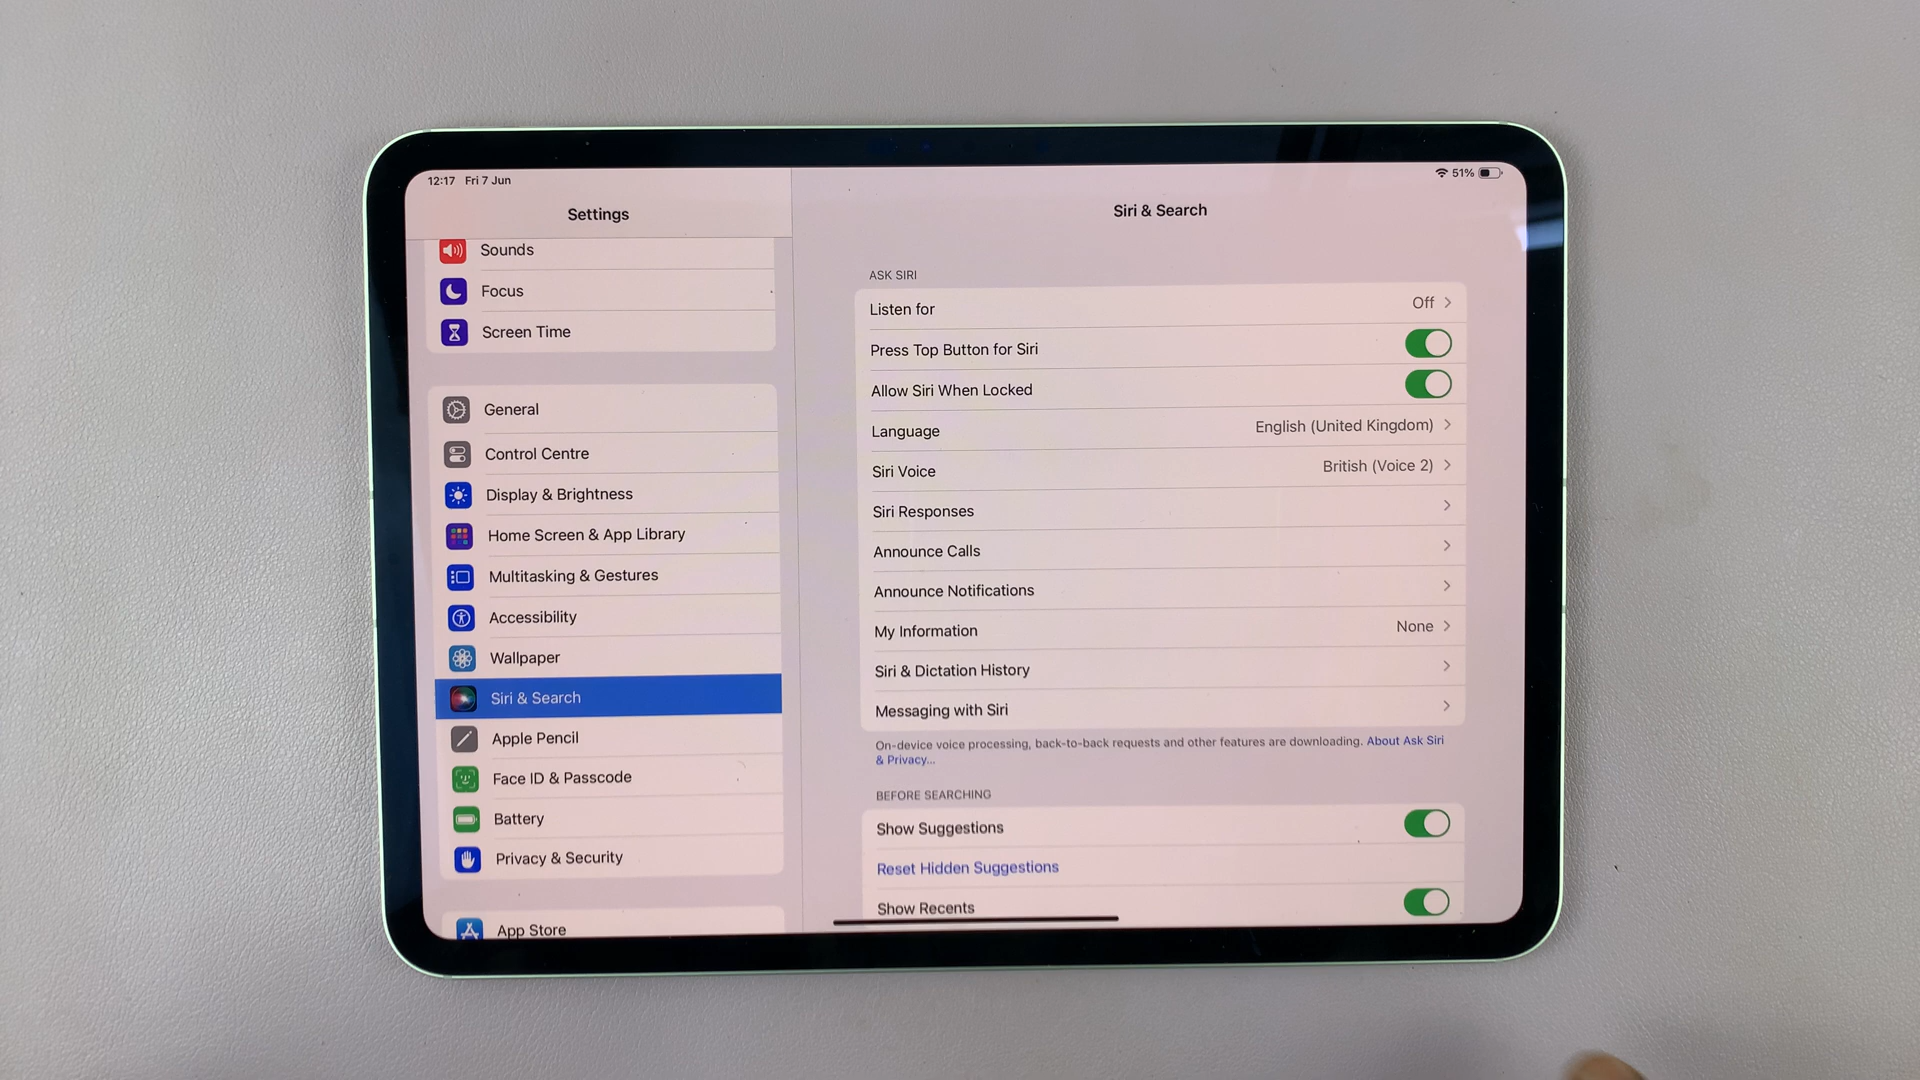 12:17 Fri 7 Jun
51%
Settings
Sounds
Focus
Screen Time
General
Control Centre
Display & Brightness
Home Screen & App Library
Multitasking & Gestures
Accessibility
Wallpaper
Siri & Search
Apple Pencil
Face ID & Passcode
Battery
Privacy & Security
App Store
Siri & Search
ASK SIRI
Listen for Off
Press Top Button for Siri
Allow Siri When Locked
Language English (United Kingdom)
Siri Voice British (Voice 2)
Siri Responses
Announce Calls
Announce Notifications
My Information None
Siri & Dictation History
Messaging with Siri
On-device voice processing, back-to-back requests and other features are downloading. About Ask Siri
& Privacy...
BEFORE SEARCHING
Show Suggestions
Reset Hidden Suggestions
Show Recents